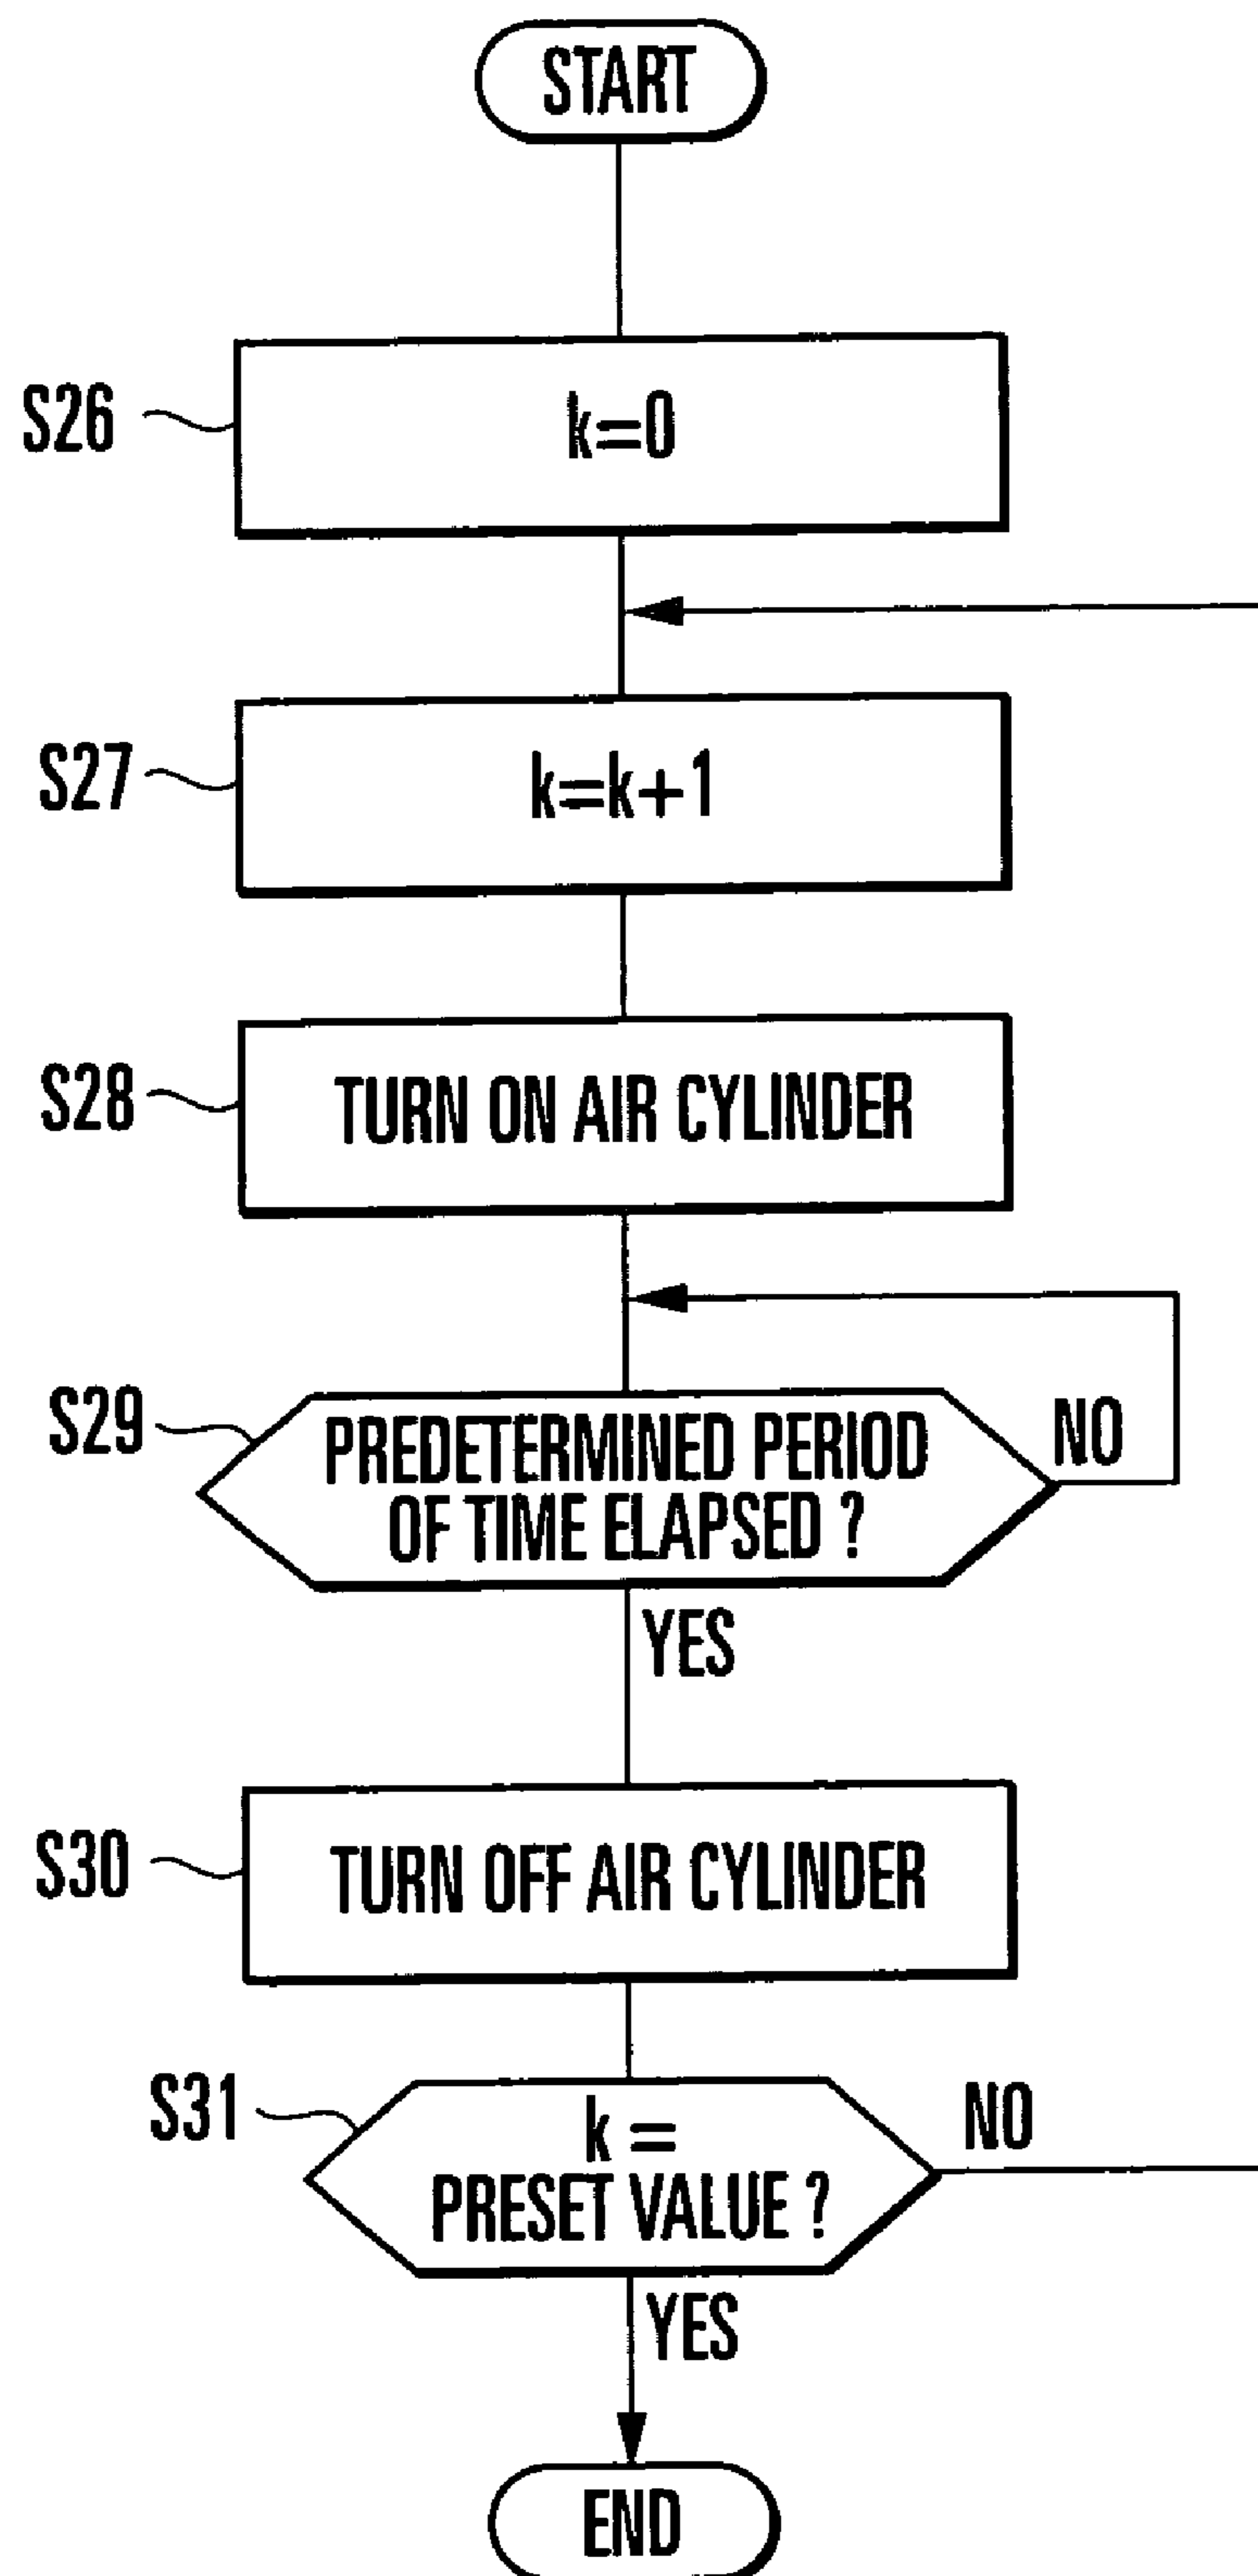 START
S26
k=0
S27
k=k+1
S28
TURN ON AIR CYLINDER
S29
PREDETERMINED PERIOD
OF TIME ELAPSED ?
NO
YES
S30
TURN OFF AIR CYLINDER
S31
k =
PRESET VALUE ?
NO
YES
END